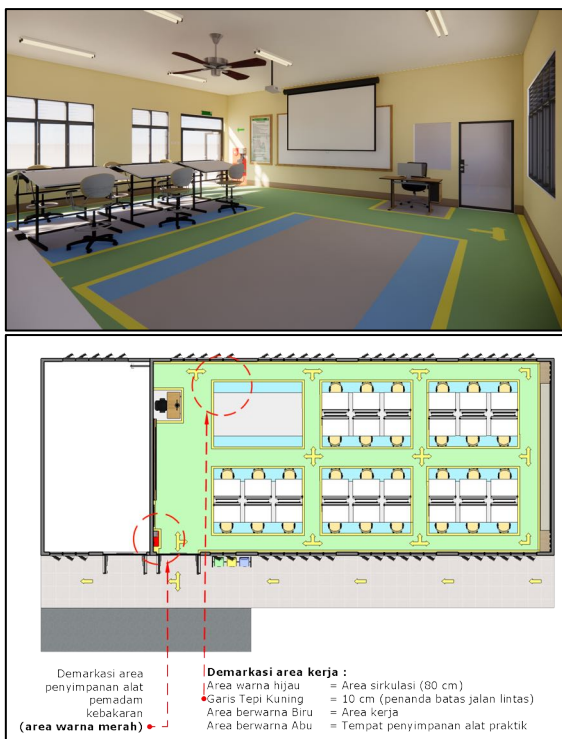 Demarkasi area
penyimpanan alat
pemadam
kebakaran
(area warna merah)
Demarkasi area kerja :
Area warna hijau = Area sirkulasi (80 cm)
Garis Tepi Kuning = 10 cm (penanda batas jalan lintas)
Area berwarna Biru = Area kerja
Area berwarna Abu = Tempat penyimpanan alat praktik